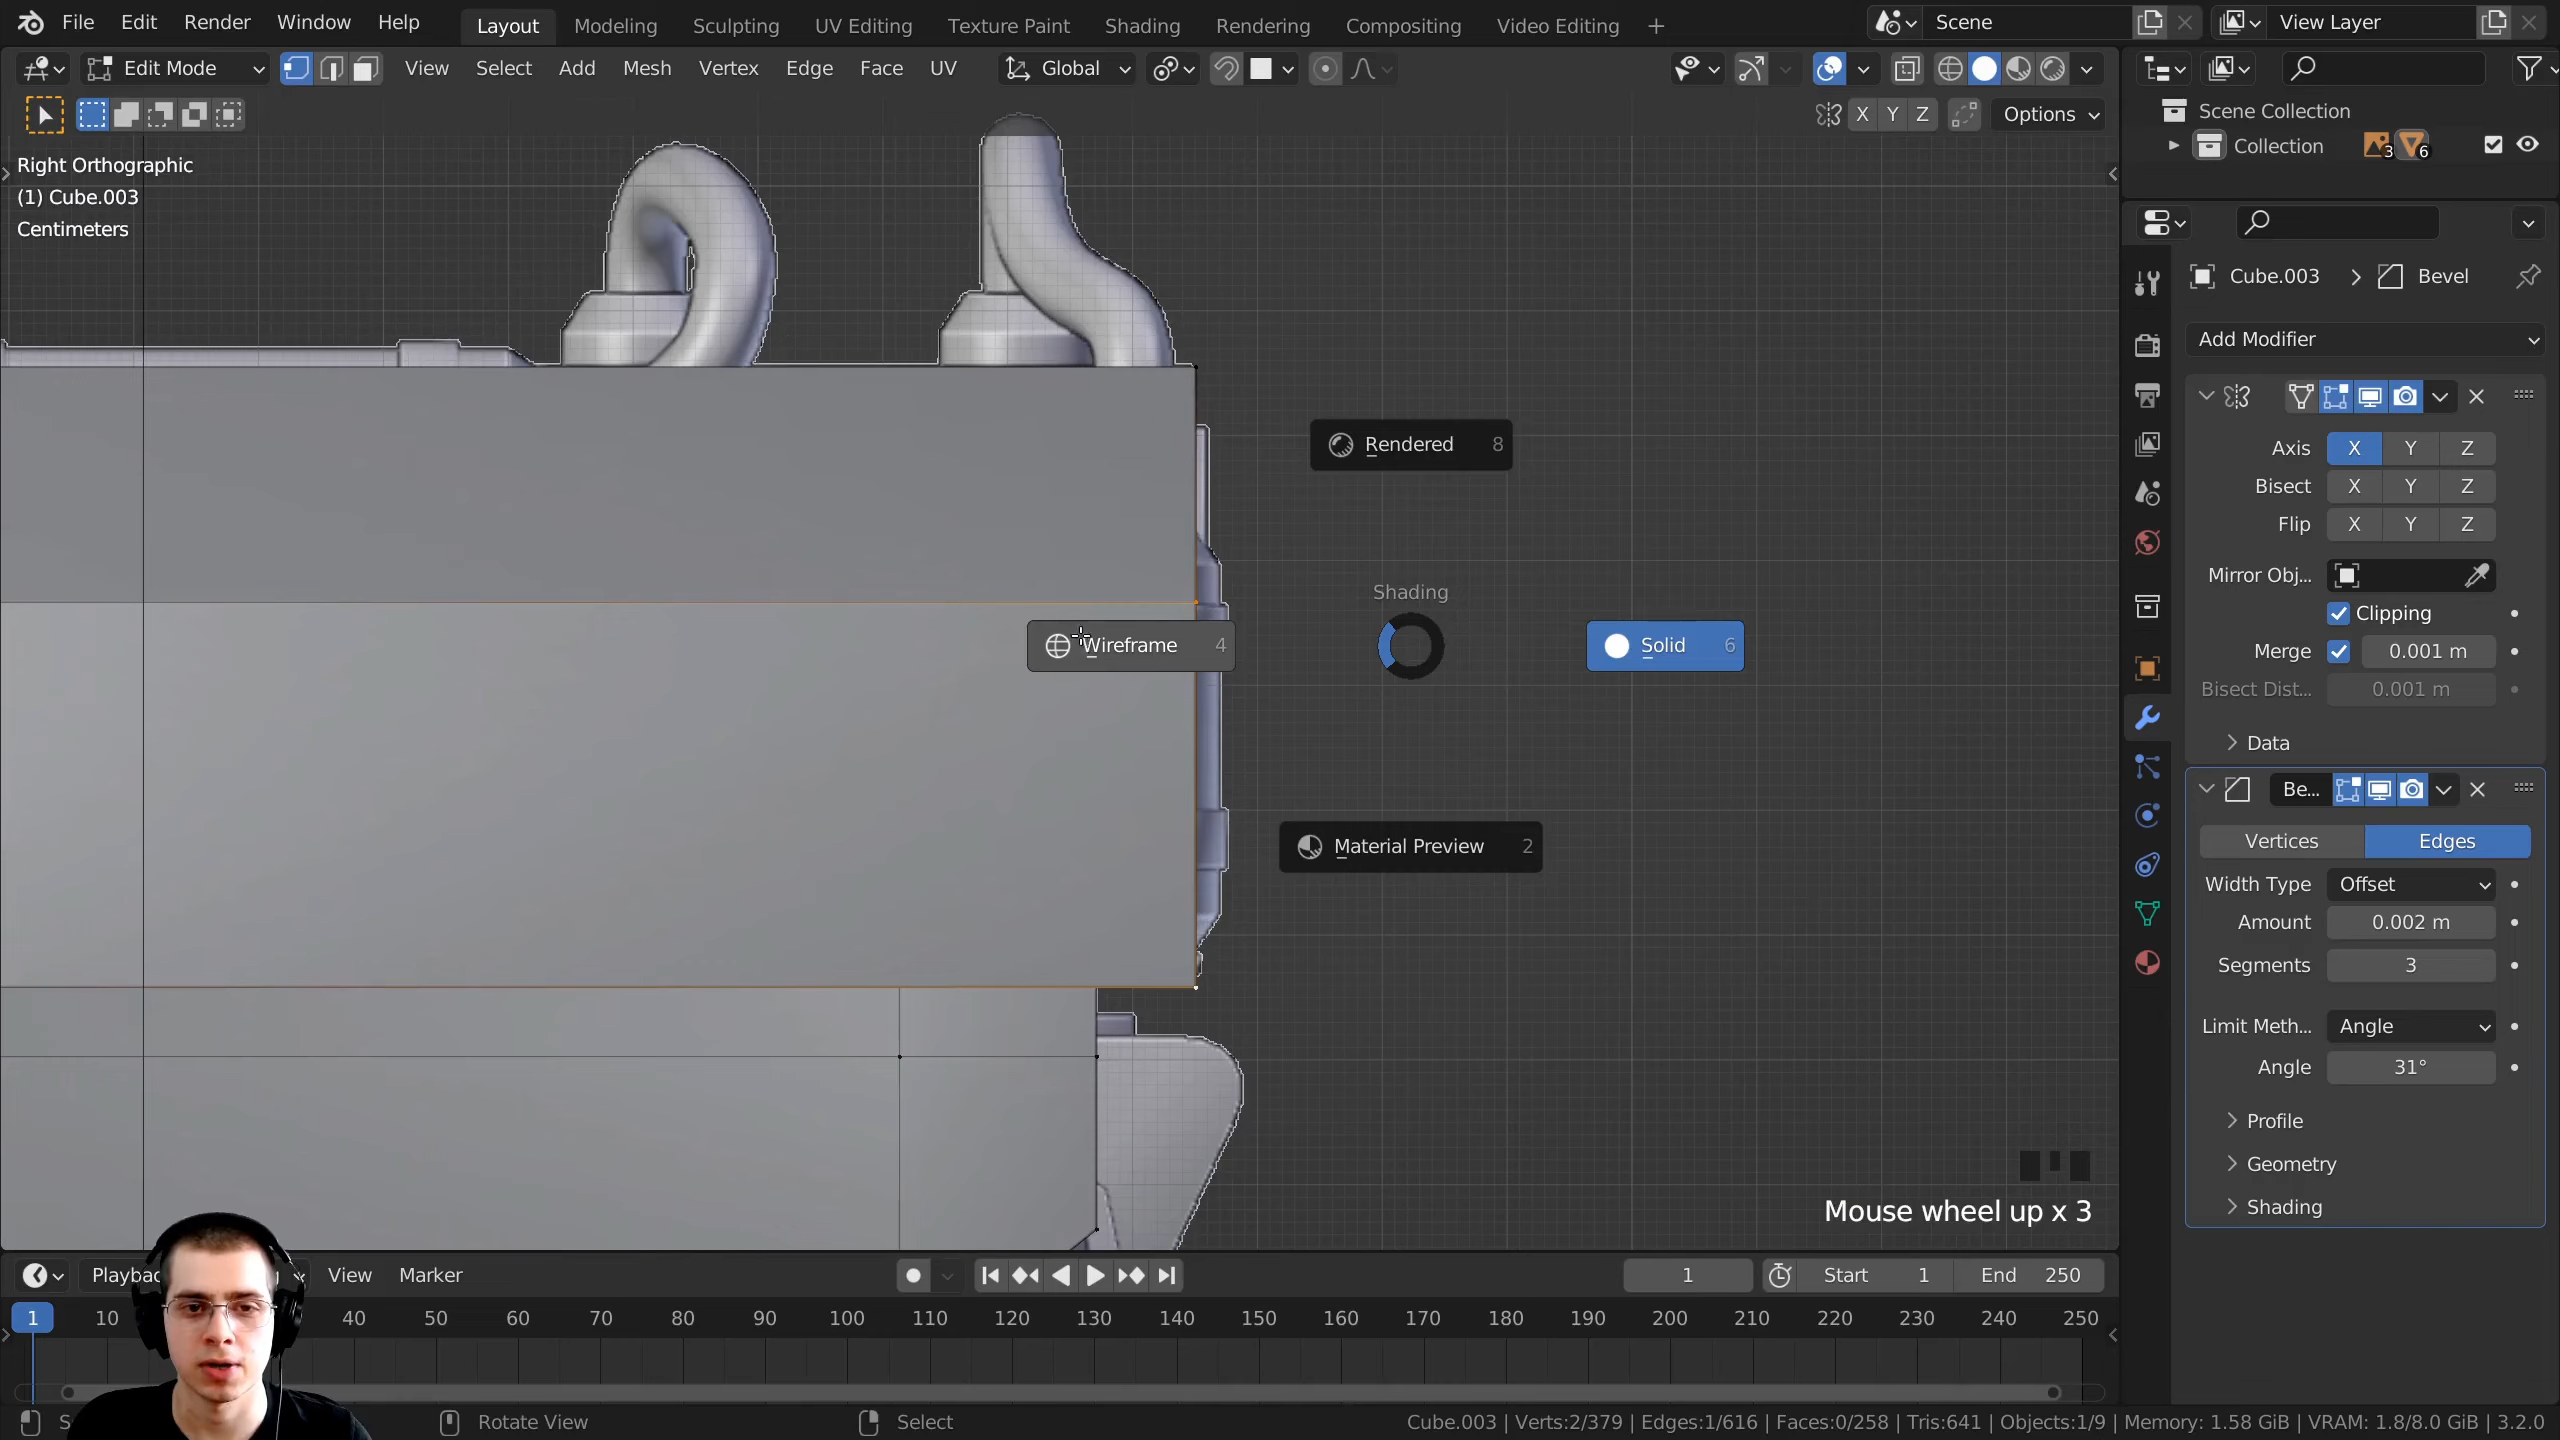 File Edit Render Window Help Layout Modeling Sculpting UV Editing Texture Paint Shading Rendering Compositing Video Editing + Scene View Layer
Edit Mode View Select Add Mesh Vertex Edge Face UV Global
X Y Z Options
Right Orthographic
(1) Cube.003
Centimeters
Scene Collection
Collection 3 6
Cube.003 > Bevel
Add Modifier
Axis X Y Z
Bisect X Y Z
Flip X Y Z
Mirror Obj...
Clipping
Merge 0.001 m
Bisect Dist... 0.001 m
Data
Be...
Vertices Edges
Width Type Offset
Amount 0.002 m
Segments 3
Limit Meth... Angle
Angle 31°
Profile
Geometry
Shading
Rendered 8
Shading
Wireframe 4
Solid 6
Material Preview 2
Mouse wheel up x 3
View Marker 1 Start 1 End 250
1 10 40 50 60 70 80 90 100 110 120 130 140 150 160 170 180 190 200 210 220 230 240 250
Rotate View Select Cube.003 | Verts:2/379 | Edges:1/616 | Faces:0/258 | Tris:641 | Objects:1/9 | Memory: 1.58 GiB | VRAM: 1.8/8.0 GiB | 3.2.0